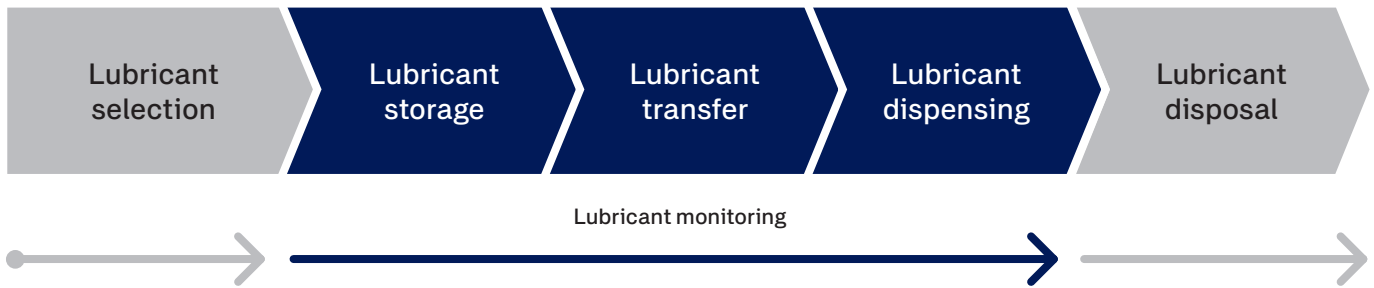 Lubricant
selection
Lubricant
storage
Lubricant
transfer
Lubricant
dispensing
Lubricant
disposal
Lubricant monitoring